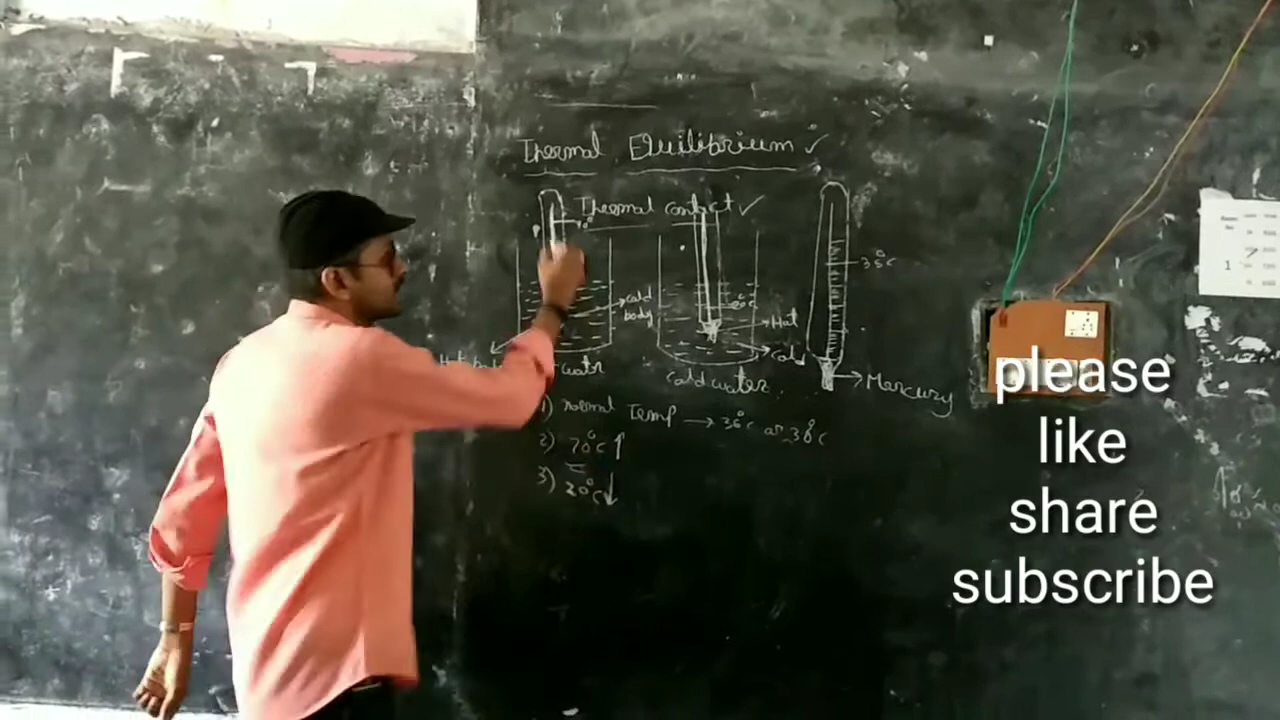 Thermal Equilibrium ✓
Thermal contact ✓
35°C
cold
body
Hot
cold
water
cold water
Mercury
1) normal Temp → 36°C or 38°C
2) 70°C ↑
3) 20°C ↓
please
like
share
subscribe